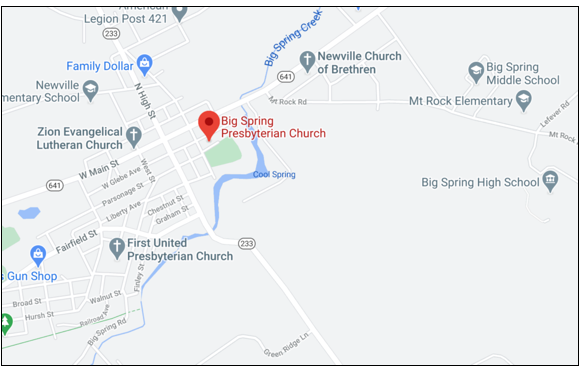 American
Legion Post 421
233
Family Dollar
Big Spring Creek
Newville Church
of Brethren
641
Big Spring
Middle School
Newville
mentary School
N High St
Mt Rock Rd
Mt Rock Elementary
Lefever Rd
Mt Rock
Big Spring
Presbyterian Church
Zion Evangelical
Lutheran Church
W Main St
West St
W Glebe Ave
Cool Spring
641
Parsonage St
Big Spring High School
Liberty Ave
Chestnut St
Graham St
Fairfield St
233
First United
Presbyterian Church
s Gun Shop
Finley St
Broad St
Walnut St
Hursh St
Railroad Ave
Big Spring Rd
Green Ridge Ln